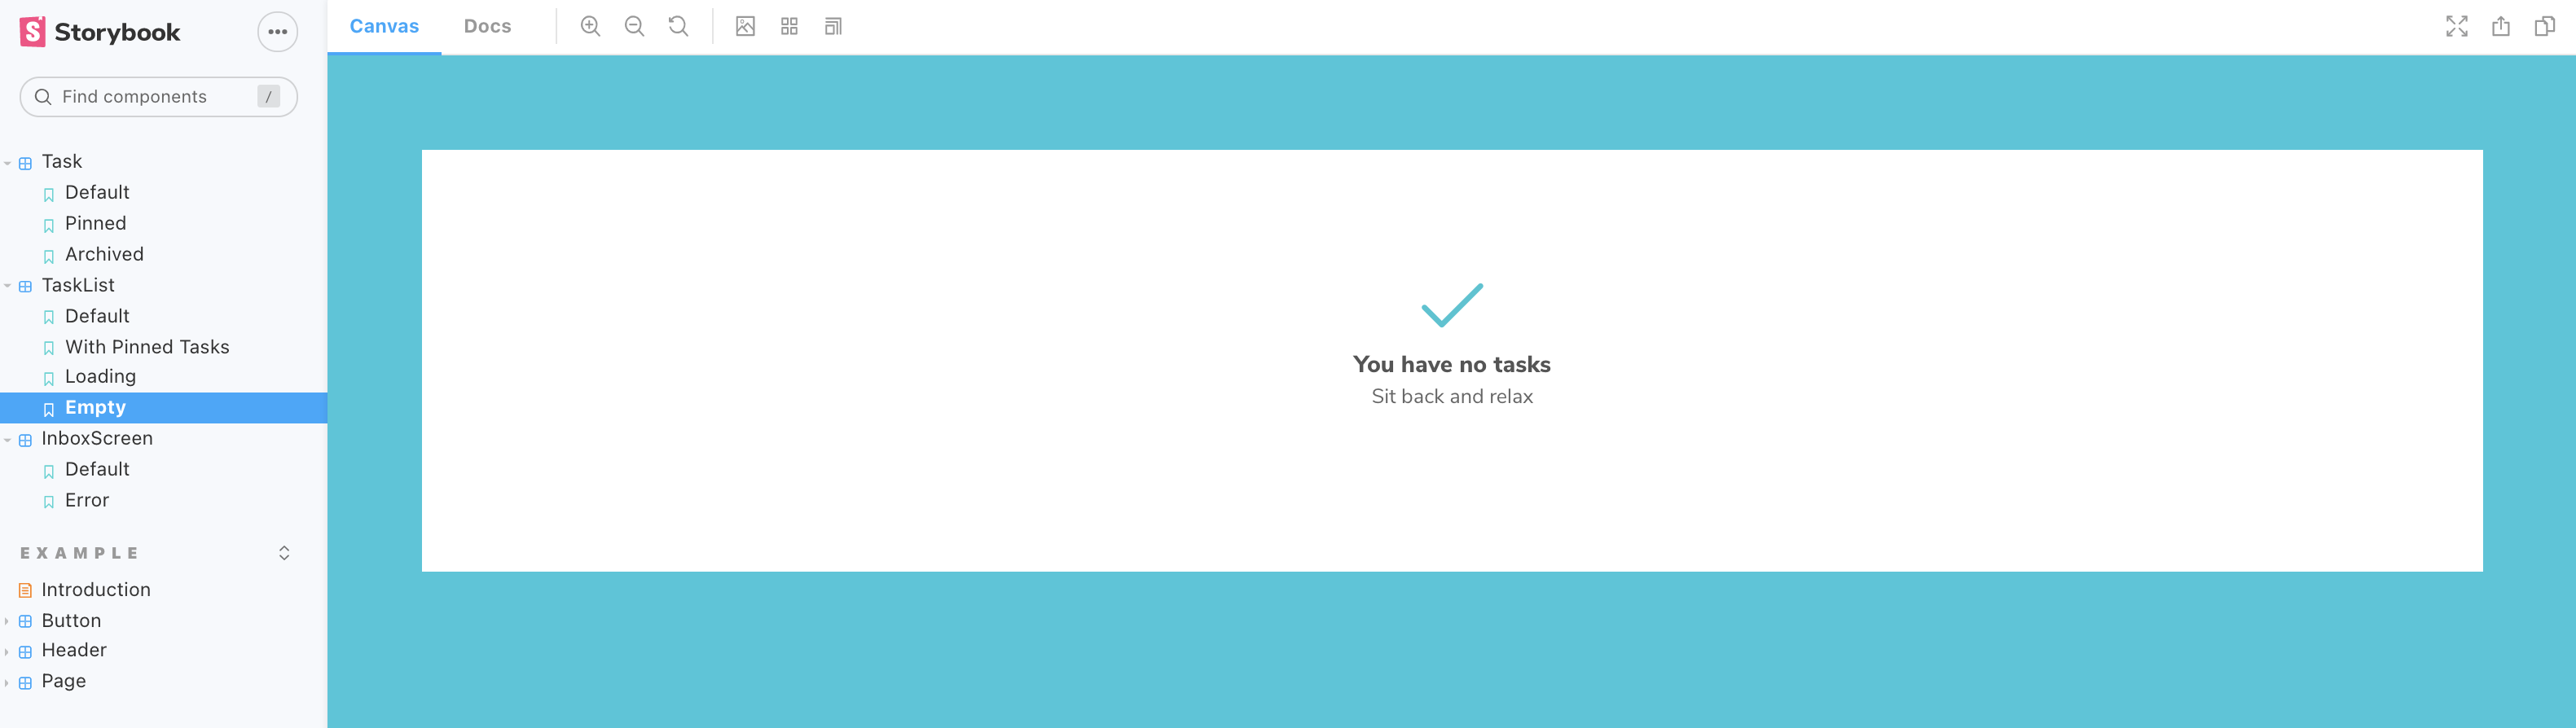 Storybook
Find components /
Task
Default
Pinned
Archived
TaskList
Default
With Pinned Tasks
Loading
Empty
InboxScreen
Default
Error
EXAMPLE
Introduction
Button
Header
Page
Canvas Docs
You have no tasks
Sit back and relax